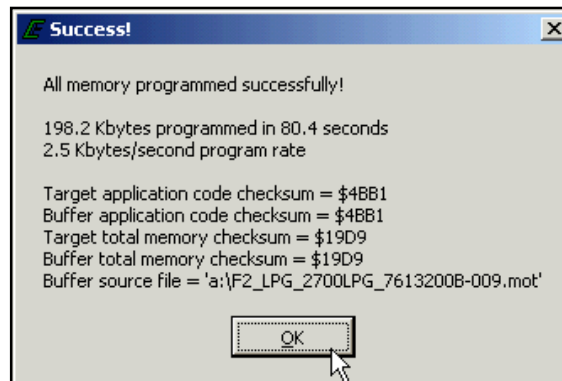 Success!
All memory programmed successfully!
198.2 Kbytes programmed in 80.4 seconds
2.5 Kbytes/second program rate
Target application code checksum = $4BB1
Buffer application code checksum = $4BB1
Target total memory checksum = $19D9
Buffer total memory checksum = $19D9
Buffer source file = 'a:\F2_LPG_2700LPG_7613200B-009.mot'
OK